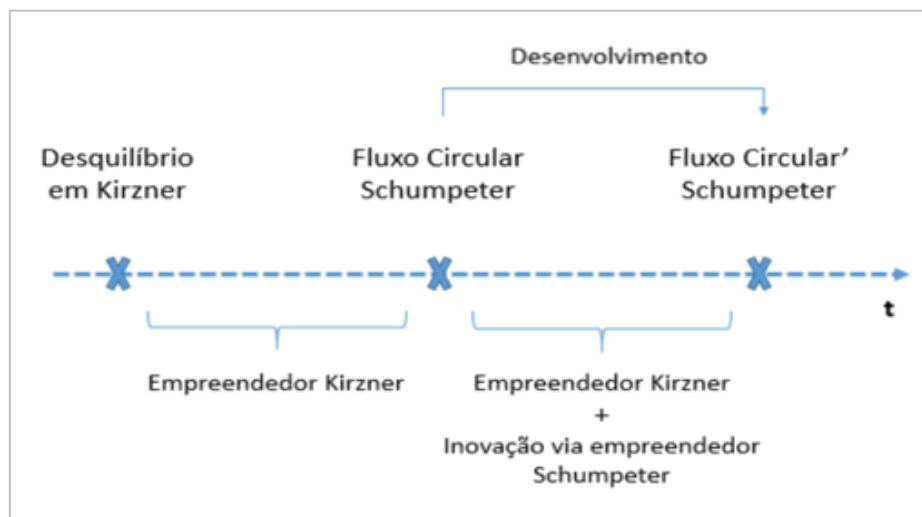 Desenvolvimento
Desquilíbrio
em Kirzner
Fluxo Circular
Schumpeter
Fluxo Circular’
Schumpeter
t
Empreendedor Kirzner
Empreendedor Kirzner
+
Inovação via empreendedor
Schumpeter